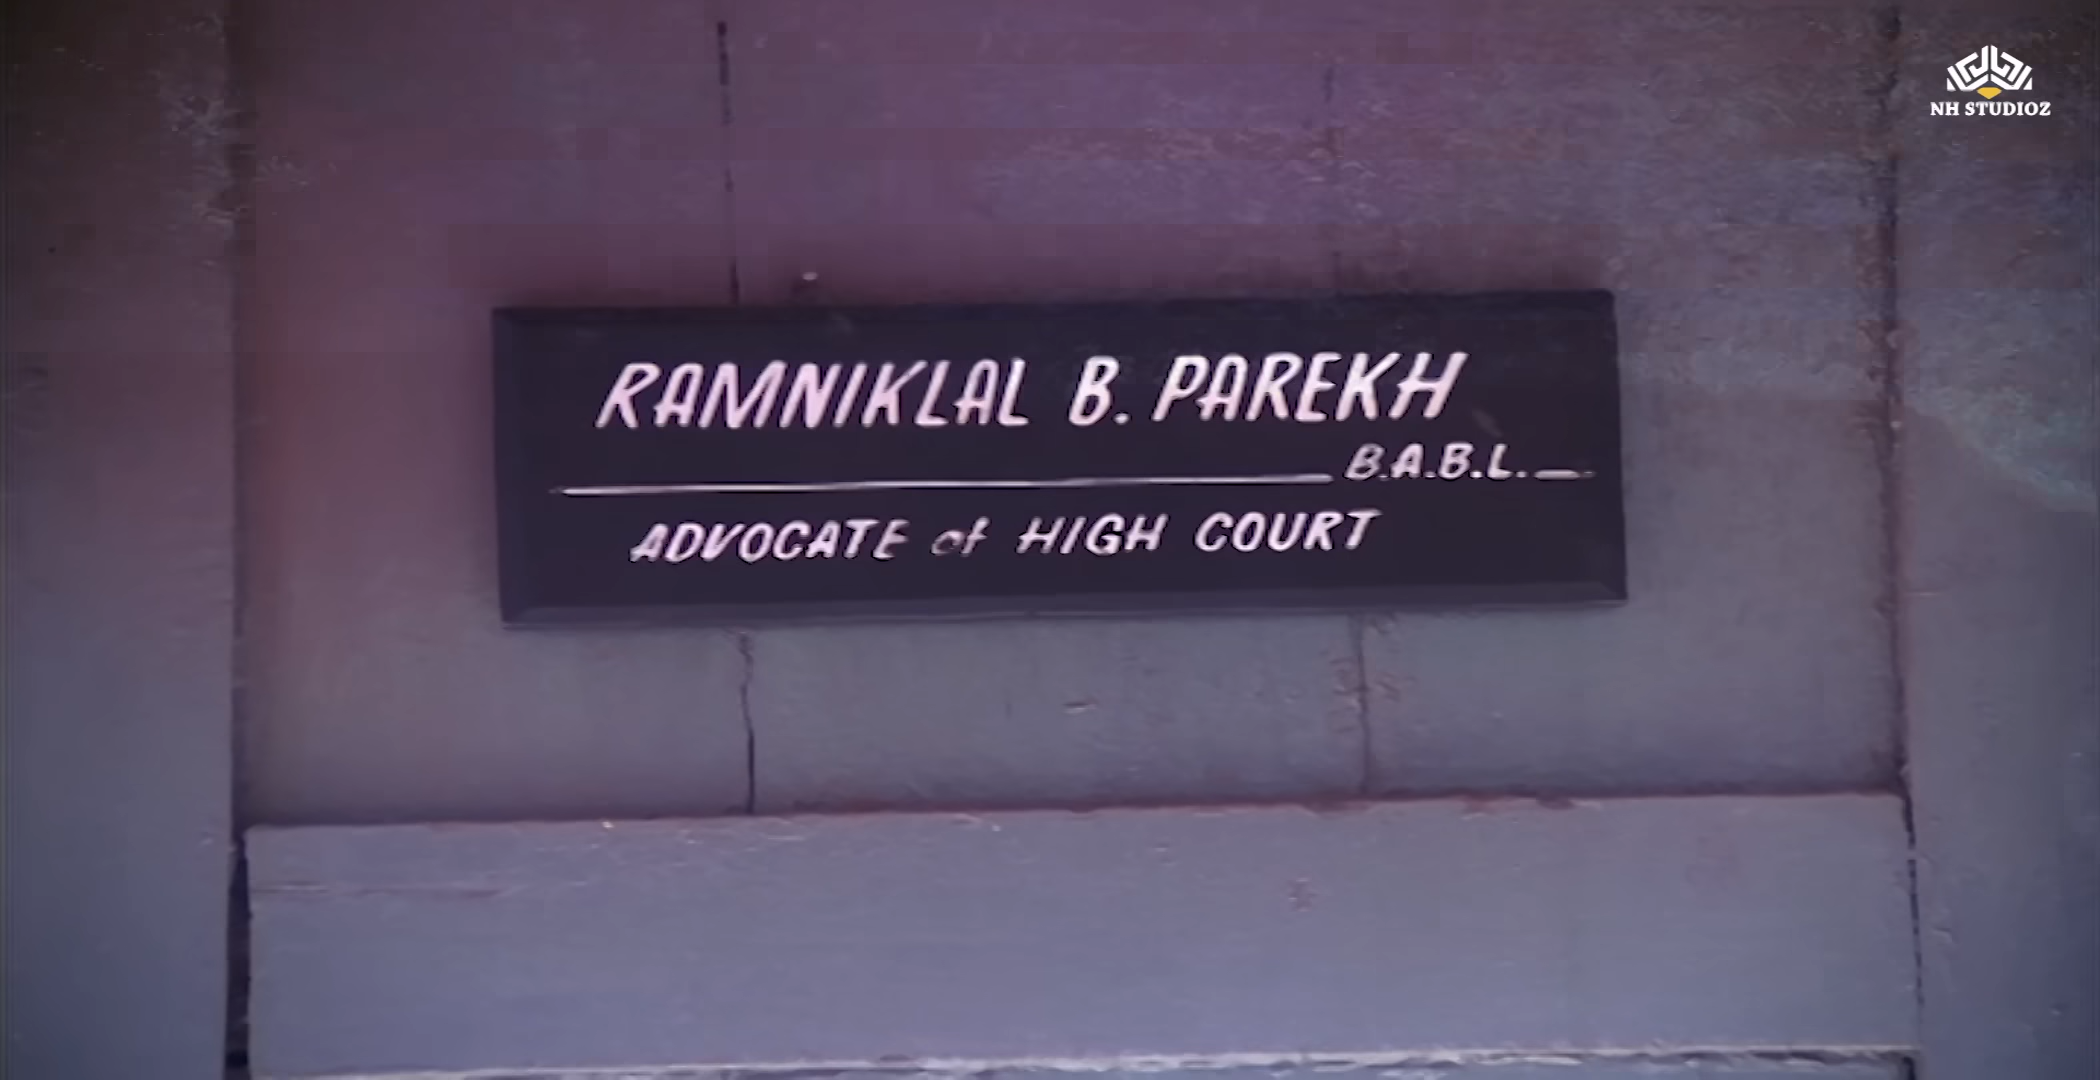 NH STUDIOZ
RAMNIKLAL B. PAREKH
B.A.B.L.
ADVOCATE of HIGH COURT